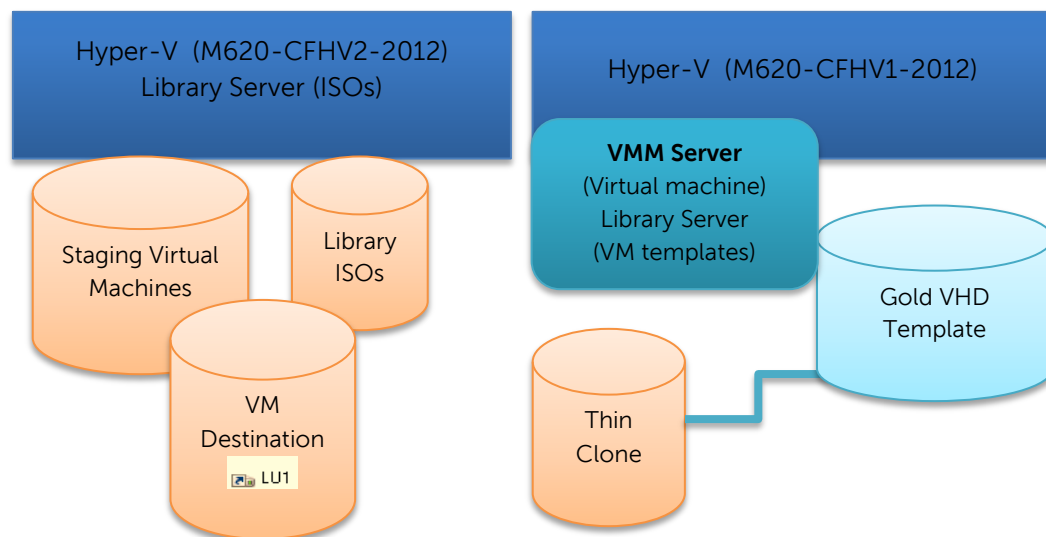 Hyper-V (M620-CFHV2-2012)
Library Server (ISOs)
Staging Virtual
Machines
Library
ISOs
VM
Destination
LU1
Hyper-V (M620-CFHV1-2012)
VMM Server
(Virtual machine)
Library Server
(VM templates)
Gold VHD
Template
Thin
Clone